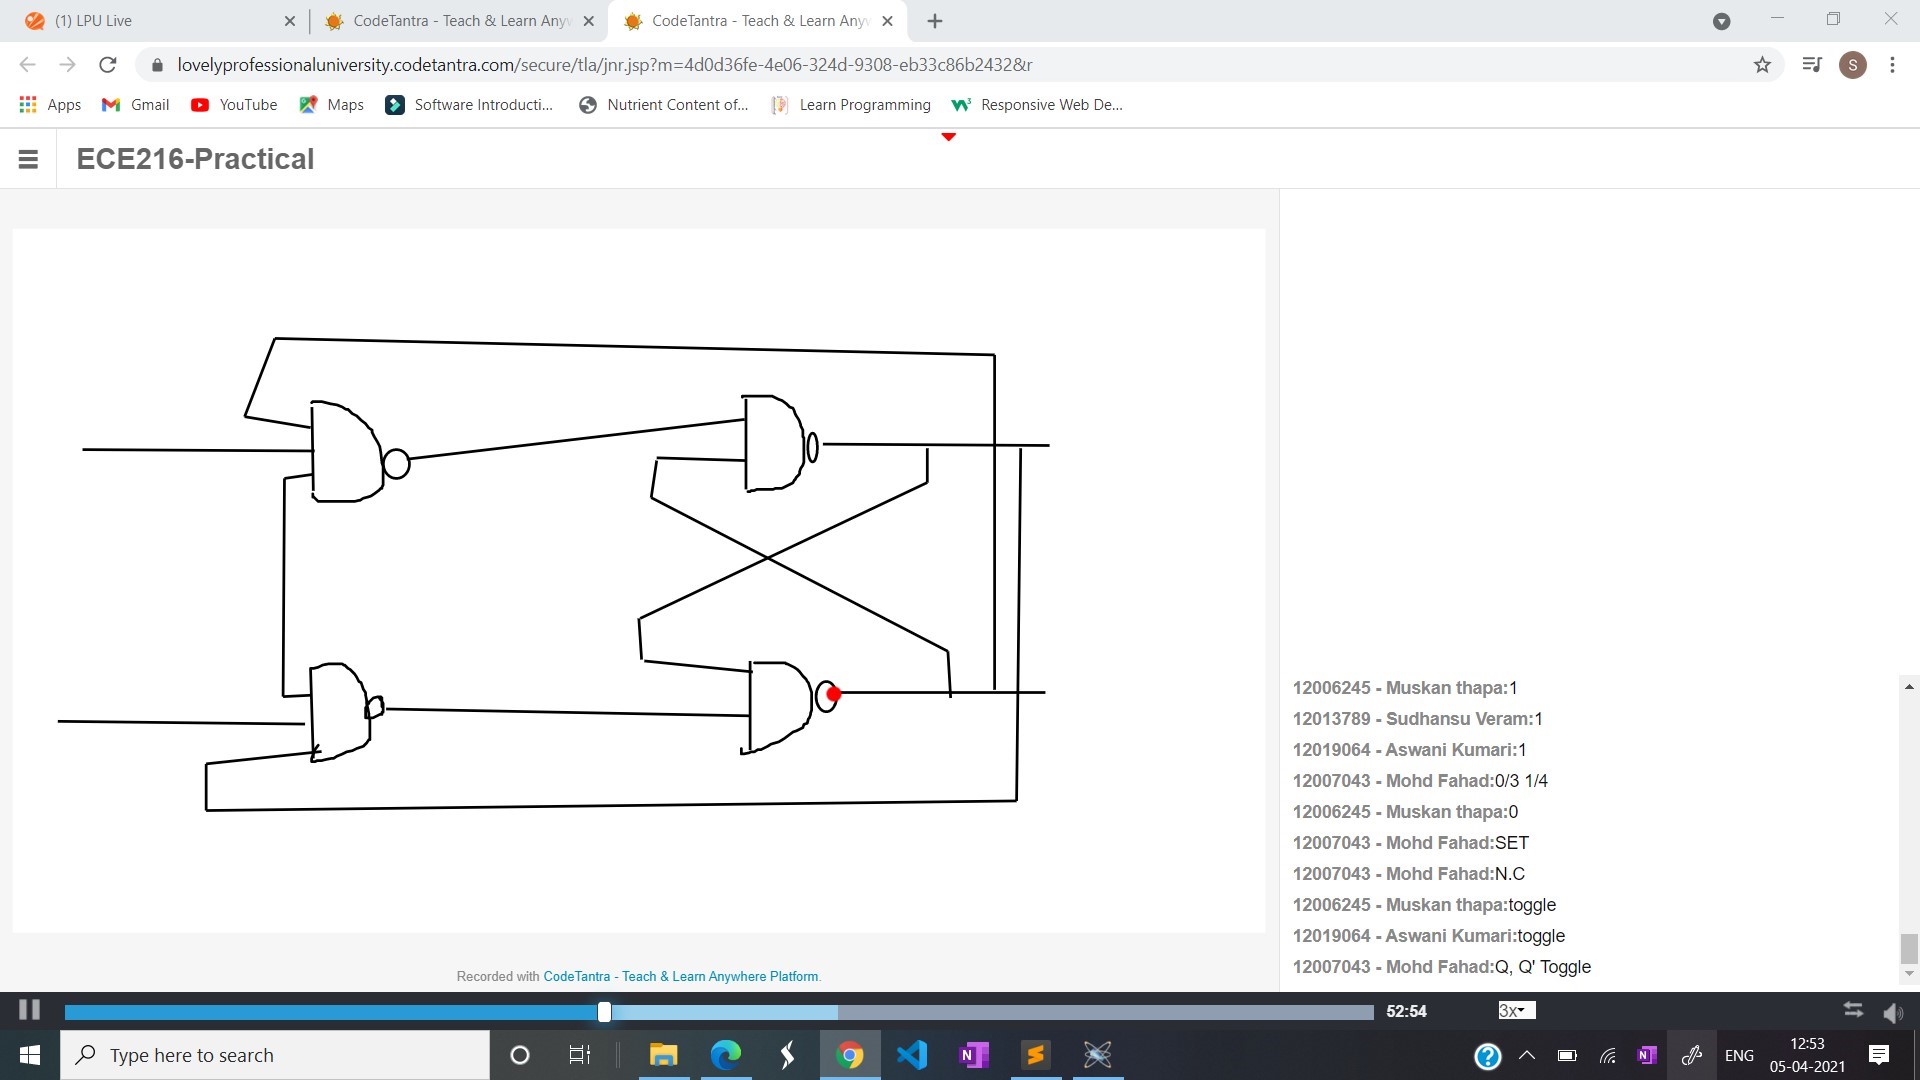 (1) LPU Live
CodeTantra - Teach & Learn Anyw
CodeTantra - Teach & Learn Anyw
lovelyprofessionaluniversity.codetantra.com/secure/tla/jnr.jsp?m=4d0d36fe-4e06-324d-9308-eb33c86b2432&r
S
Apps
Gmail
YouTube
Maps
Software Introducti...
Nutrient Content of...
Learn Programming
Responsive Web De...
ECE216-Practical
12006245 - Muskan thapa:1
12013789 - Sudhansu Veram:1
12019064 - Aswani Kumari:1
12007043 - Mohd Fahad:0/3 1/4
12006245 - Muskan thapa:0
12007043 - Mohd Fahad:SET
12007043 - Mohd Fahad:N.C
12006245 - Muskan thapa:toggle
12019064 - Aswani Kumari:toggle
12007043 - Mohd Fahad:Q, Q' Toggle
Recorded with CodeTantra - Teach & Learn Anywhere Platform.
52:54
3x
Type here to search
ENG
12:53
05-04-2021